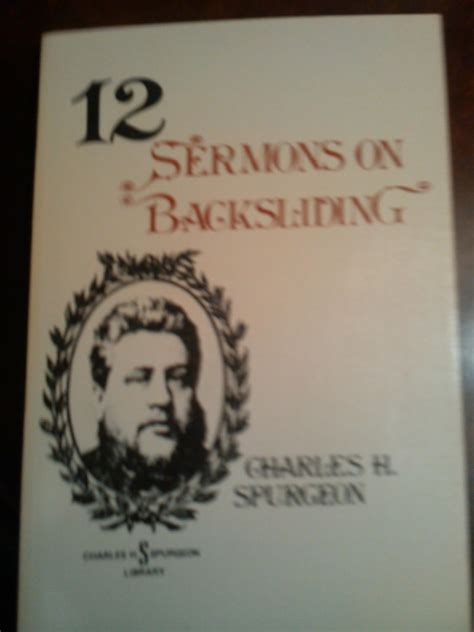 12
SERMONS ON
BACKSLIDING
CHARLES H.
SPURGEON
CHARLES H. SPURGEON
LIBRARY